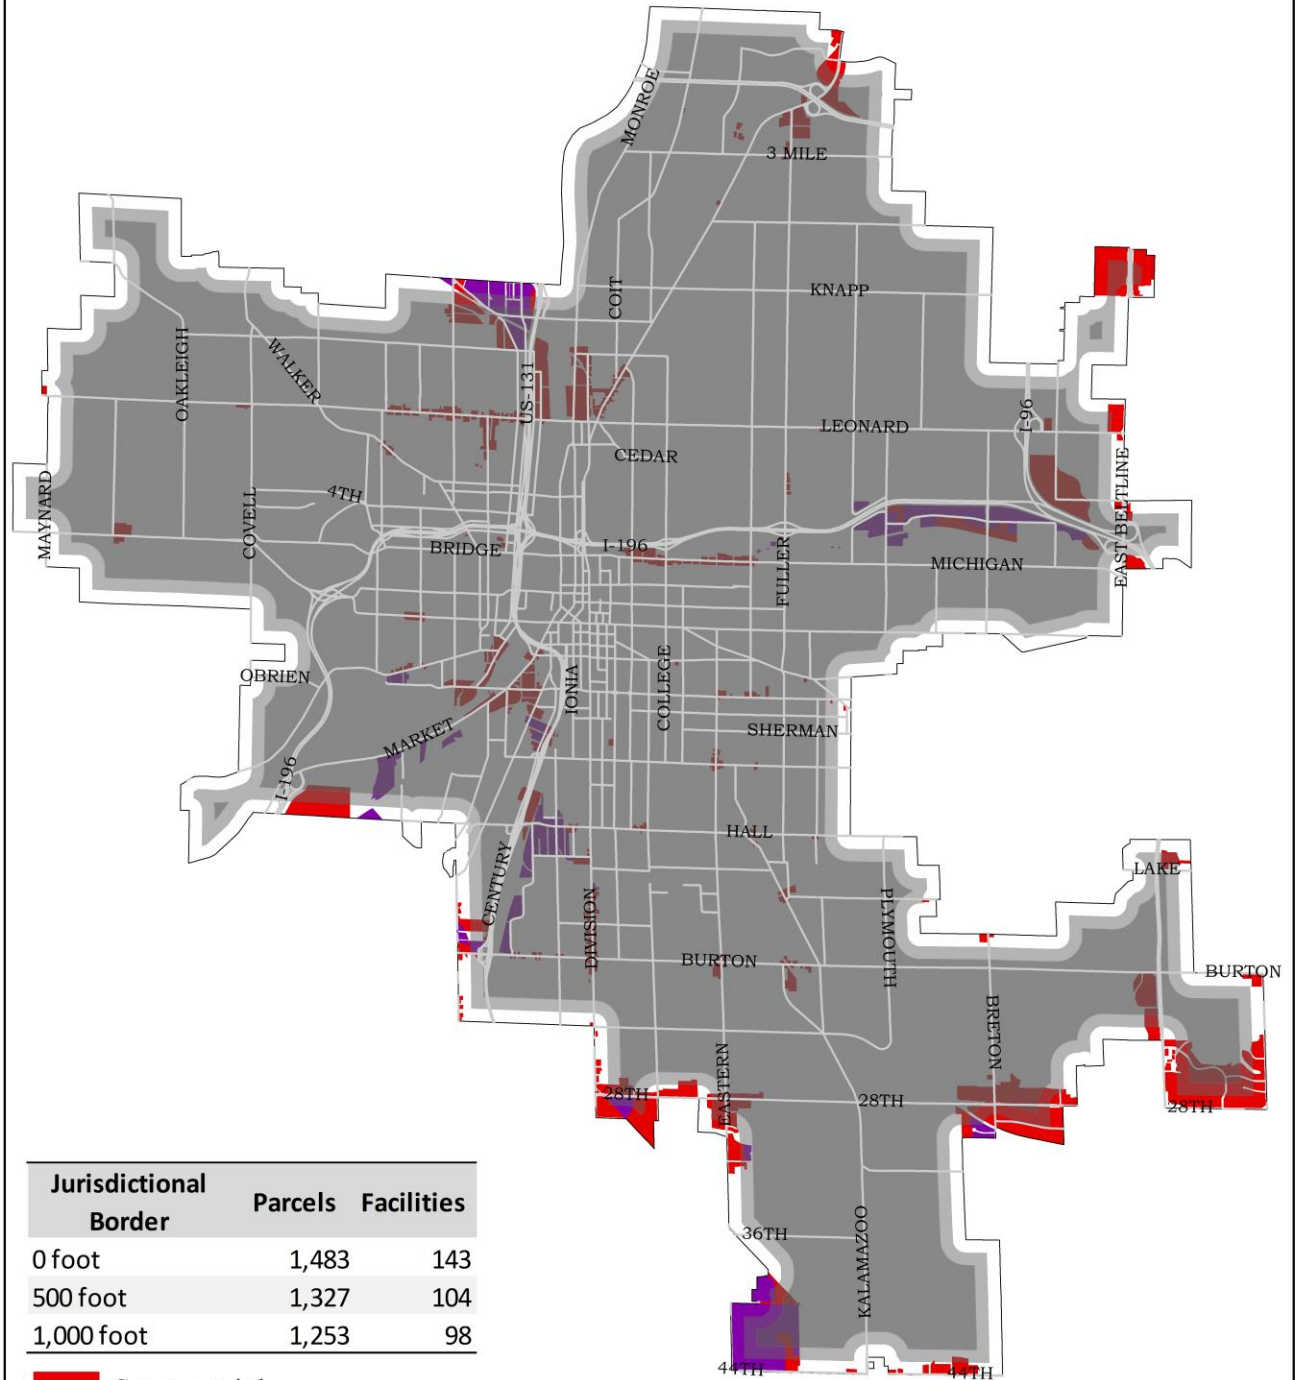 MONROE
3 MILE
COIT
KNAPP
OAKLEIGH
WALKER
US-131
I-96
LEONARD
CEDAR
MAYNARD
COVELL
4TH
BRIDGE
I-196
FULLER
MICHIGAN
EAST BELTLINE
OBRIEN
IONIA
COLLEGE
MARKET
SHERMAN
I-196
HALL
CENTURY
LAKE
DIVISION
PLYMOUTH
BURTON
BURTON
BRETON
EASTERN
28TH
28TH
28TH
36TH
KALAMAZOO
44TH
44TH
Jurisdictional Parcels Facilities
Border
0 foot 1,483 143
500 foot 1,327 104
1,000 foot 1,253 98